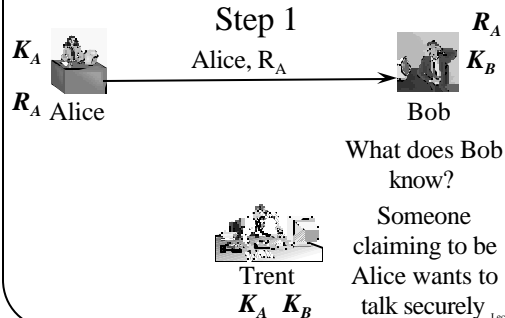 Step 1
K_A
Alice, R_A
R_A
K_B
R_A Alice
Bob
What does Bob
know?
Someone
claiming to be
Alice wants to
talk securely
Trent
K_A K_B